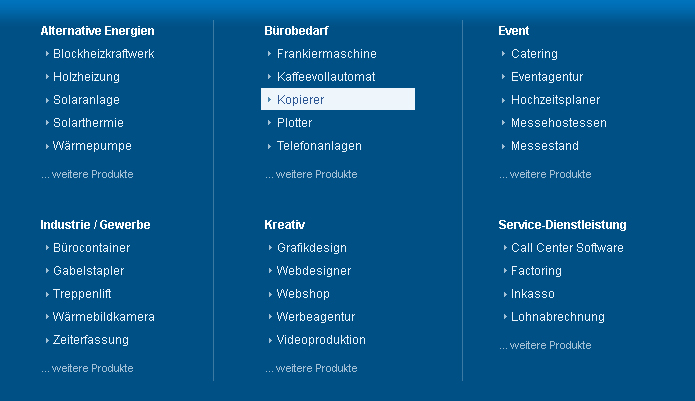 Alternative Energien
Blockheizkraftwerk
Holzheizung
Solaranlage
Solarthermie
Wärmepumpe
... weitere Produkte
Bürobedarf
Frankiermaschine
Kaffeevollautomat
Kopierer
Plotter
Telefonanlagen
... weitere Produkte
Event
Catering
Eventagentur
Hochzeitsplaner
Messehostessen
Messestand
... weitere Produkte
Industrie / Gewerbe
Bürocontainer
Gabelstapler
Treppenlift
Wärmebildkamera
Zeiterfassung
... weitere Produkte
Kreativ
Grafikdesign
Webdesigner
Webshop
Werbeagentur
Videoproduktion
... weitere Produkte
Service-Dienstleistung
Call Center Software
Factoring
Inkasso
Lohnabrechnung
... weitere Produkte